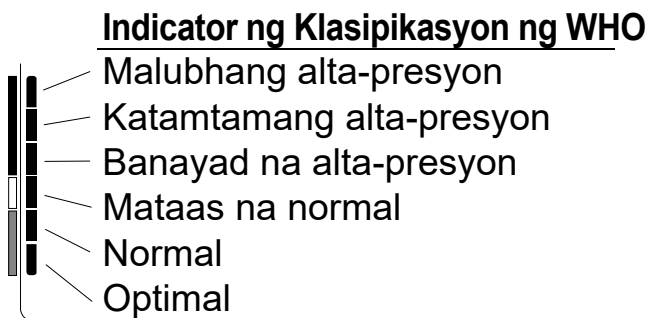 Indicator ng Klasipikasyon ng WHO
Malubhang alta-presyon
Katamtamang alta-presyon
Banayad na alta-presyon
Mataas na normal
Normal
Optimal